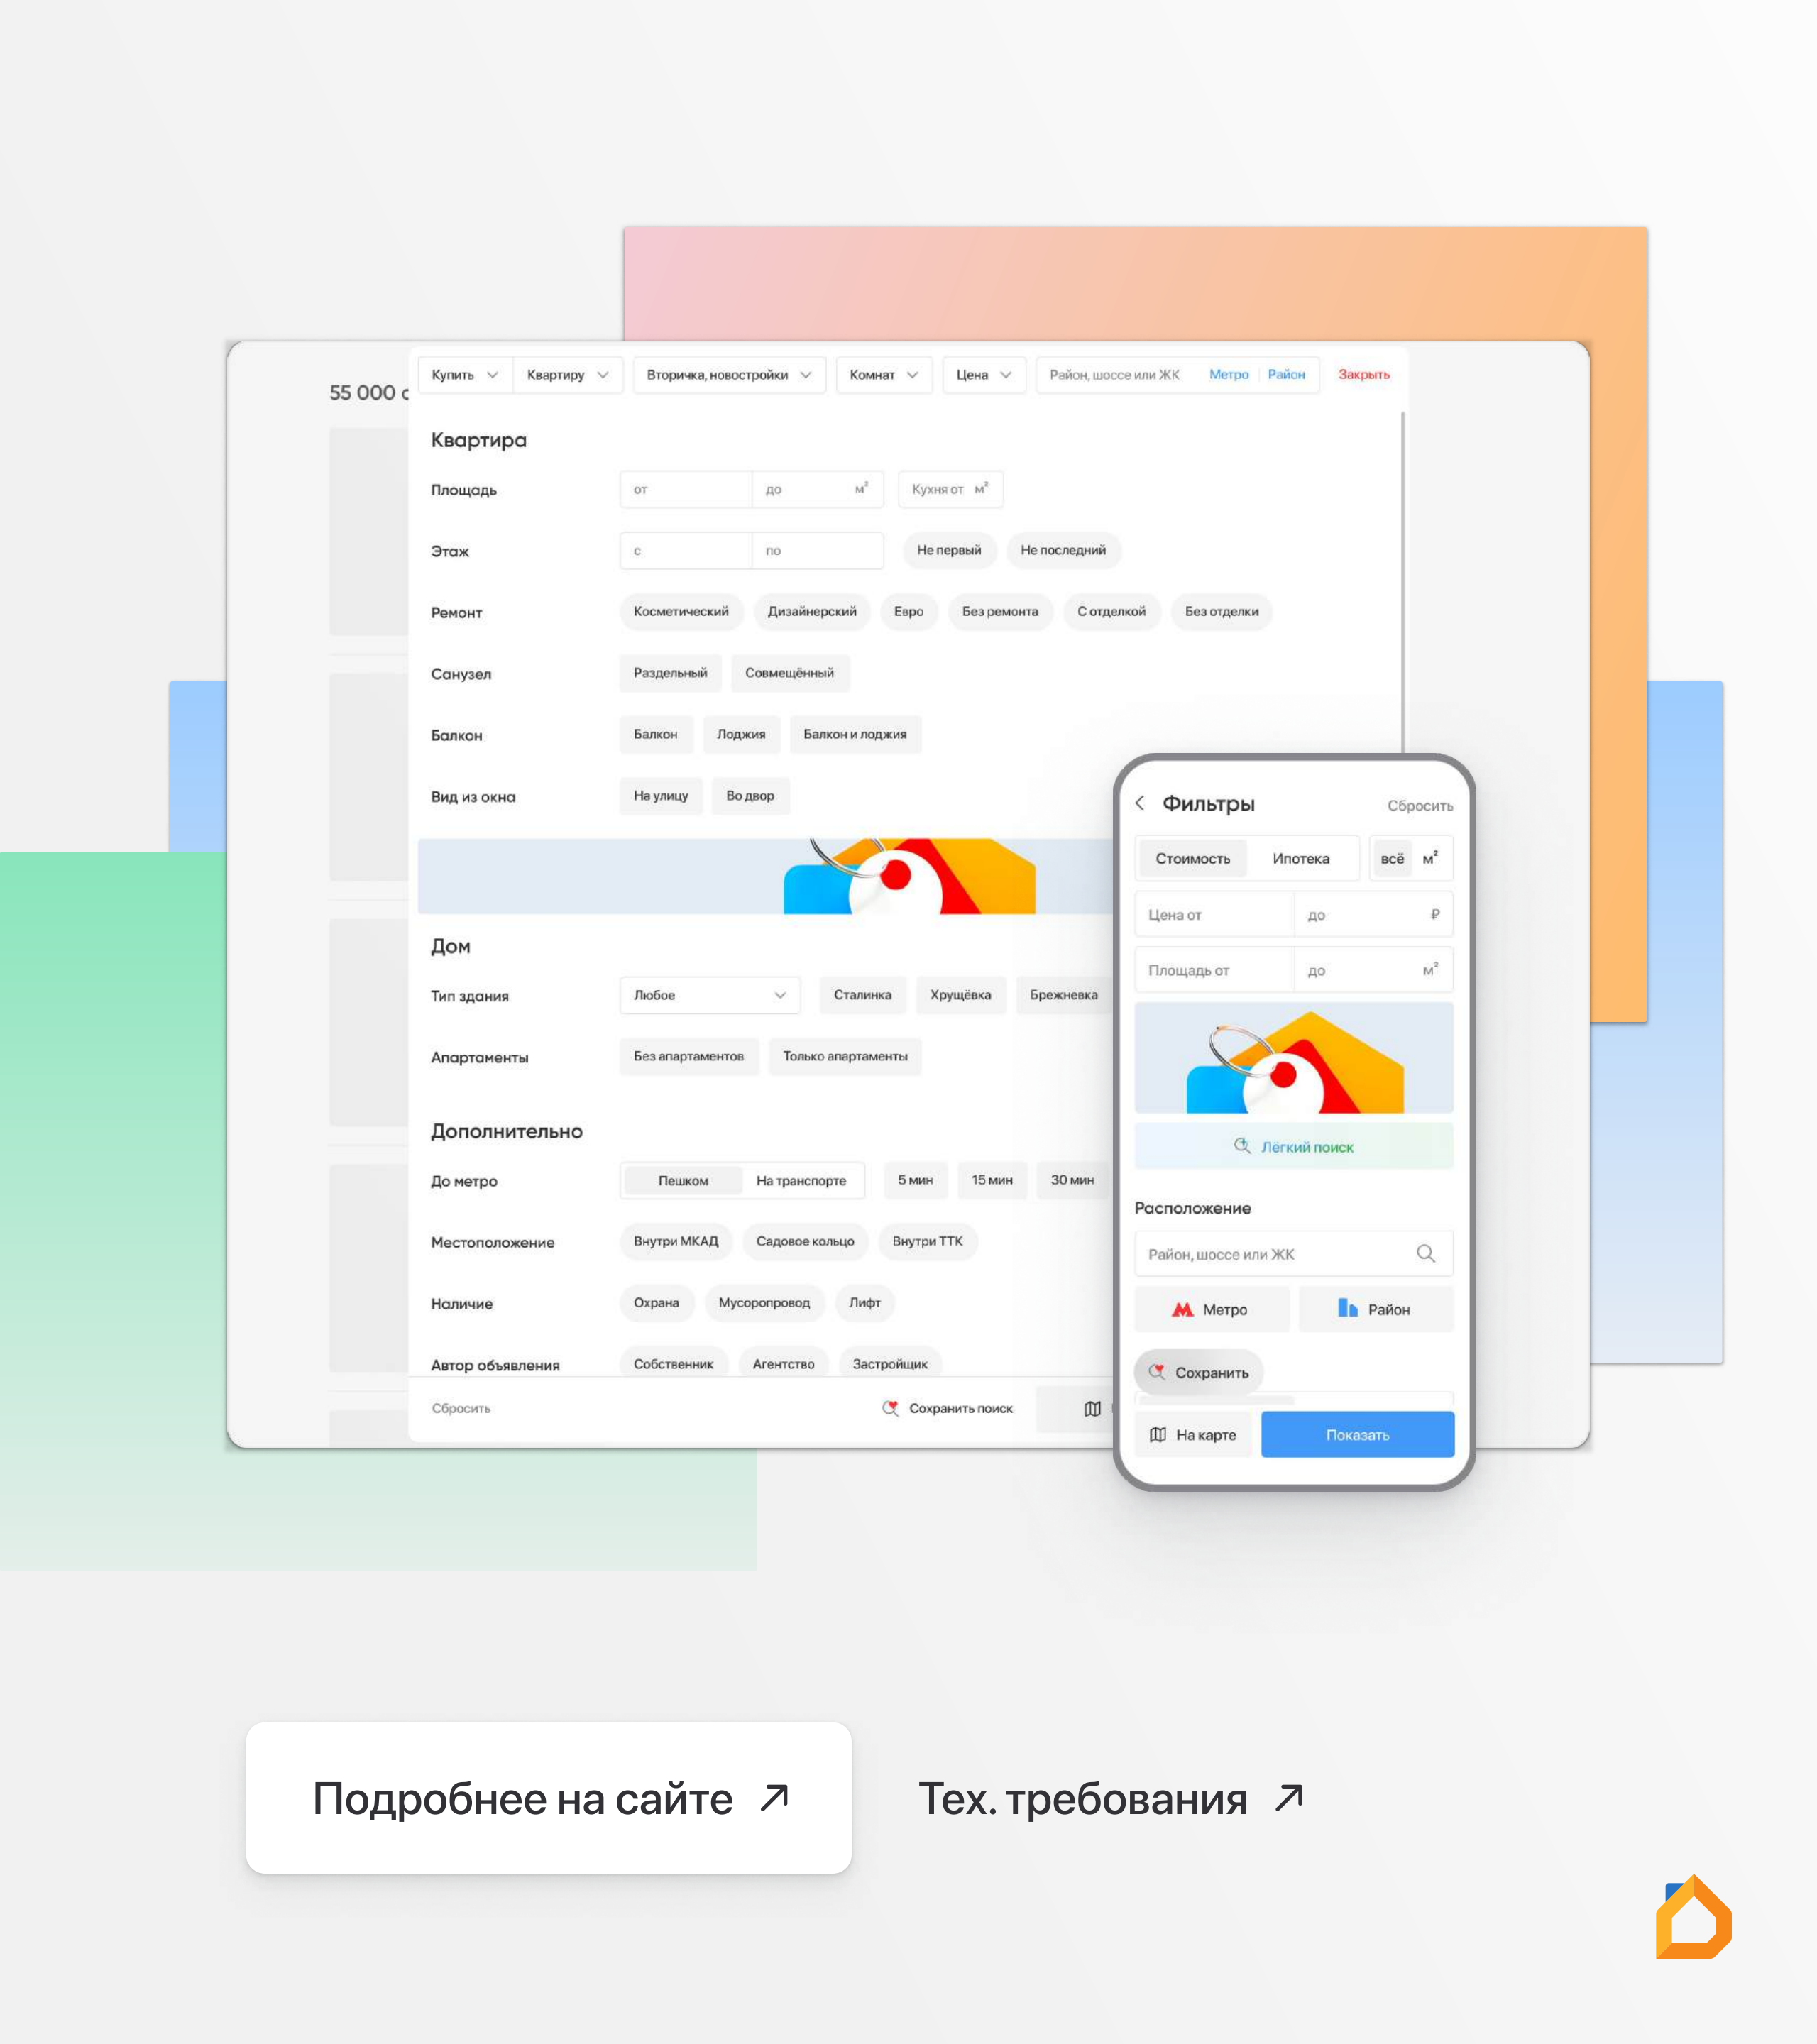 55 000
Купить Квартиру Вторичка, новостройки Комнат Цена Район, шоссе или ЖК Метро Район Закрыть
Квартира
Площадь от до м² Кухня от м²
Этаж с по Не первый Не последний
Ремонт Косметический Дизайнерский Евро Без ремонта С отделкой Без отделки
Санузел Раздельный Совмещённый
Балкон Балкон Лоджия Балкон и лоджия
Вид из окна На улицу Во двор
Дом
Тип здания Любое Сталинка Хрущёвка Брежневка
Апартаменты Без апартаментов Только апартаменты
Дополнительно
До метро Пешком На транспорте 5 мин 15 мин 30 мин
Местоположение Внутри МКАД Садовое кольцо Внутри ТТК
Наличие Охрана Мусоропровод Лифт
Автор объявления Собственник Агентство Застройщик
Сбросить Сохранить поиск
Фильтры Сбросить
Стоимость Ипотека всё м²
Цена от до ₽
Площадь от до м²
Лёгкий поиск
Расположение
Район, шоссе или ЖК
Метро Район
Сохранить
На карте Показать
Подробнее на сайте ↗ Тех. требования ↗